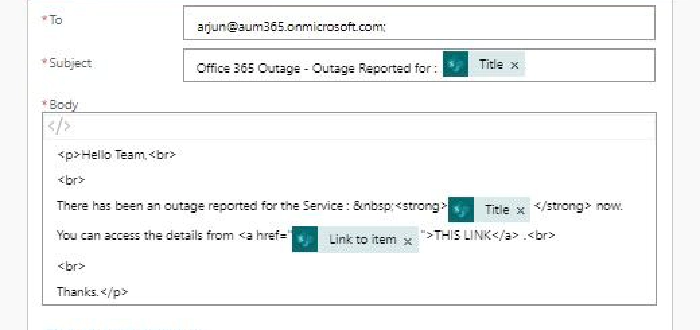 * To
arjun@aum365.onmicrosoft.com;
* Subject
Office 365 Outage - Outage Reported for : Title x
* Body
</>
<p>Hello Team,<br>
<br>
There has been an outage reported for the Service : &nbsp;<strong> Title x </strong> now.
You can access the details from <a href=" Link to item x ">THIS LINK</a> .<br>
<br>
Thanks.</p>